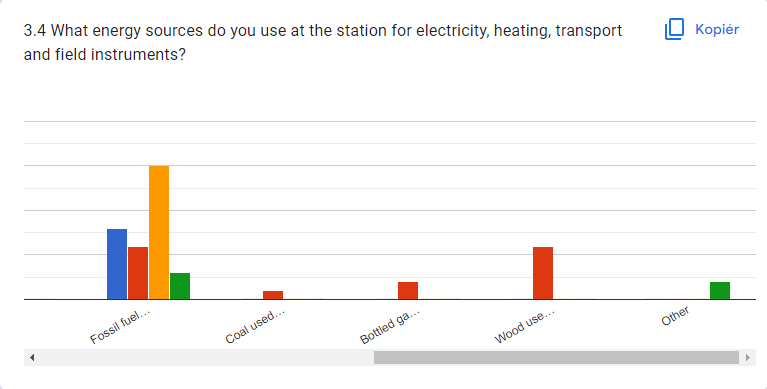 3.4 What energy sources do you use at the station for electricity, heating, transport
and field instruments?
Kopiér
Fossil fuel…
Coal used…
Bottled ga…
Wood use…
Other